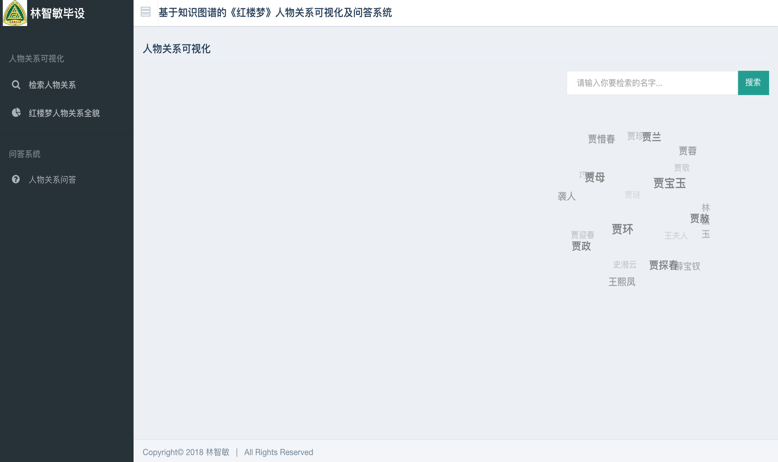 林智敏毕设
基于知识图谱的《红楼梦》人物关系可视化及问答系统
人物关系可视化
检索人物关系
红楼梦人物关系全貌
问答系统
人物关系问答
人物关系可视化
请输入你要检索的名字...
搜索
贾惜春
贾兰
贾蓉
贾敏
贾母
贾宝玉
贾琏
袭人
贾赦
贾环
贾迎春
王夫人
贾政
史湘云
贾探春
薛宝钗
王熙凤
Copyright© 2018 林智敏 | All Rights Reserved